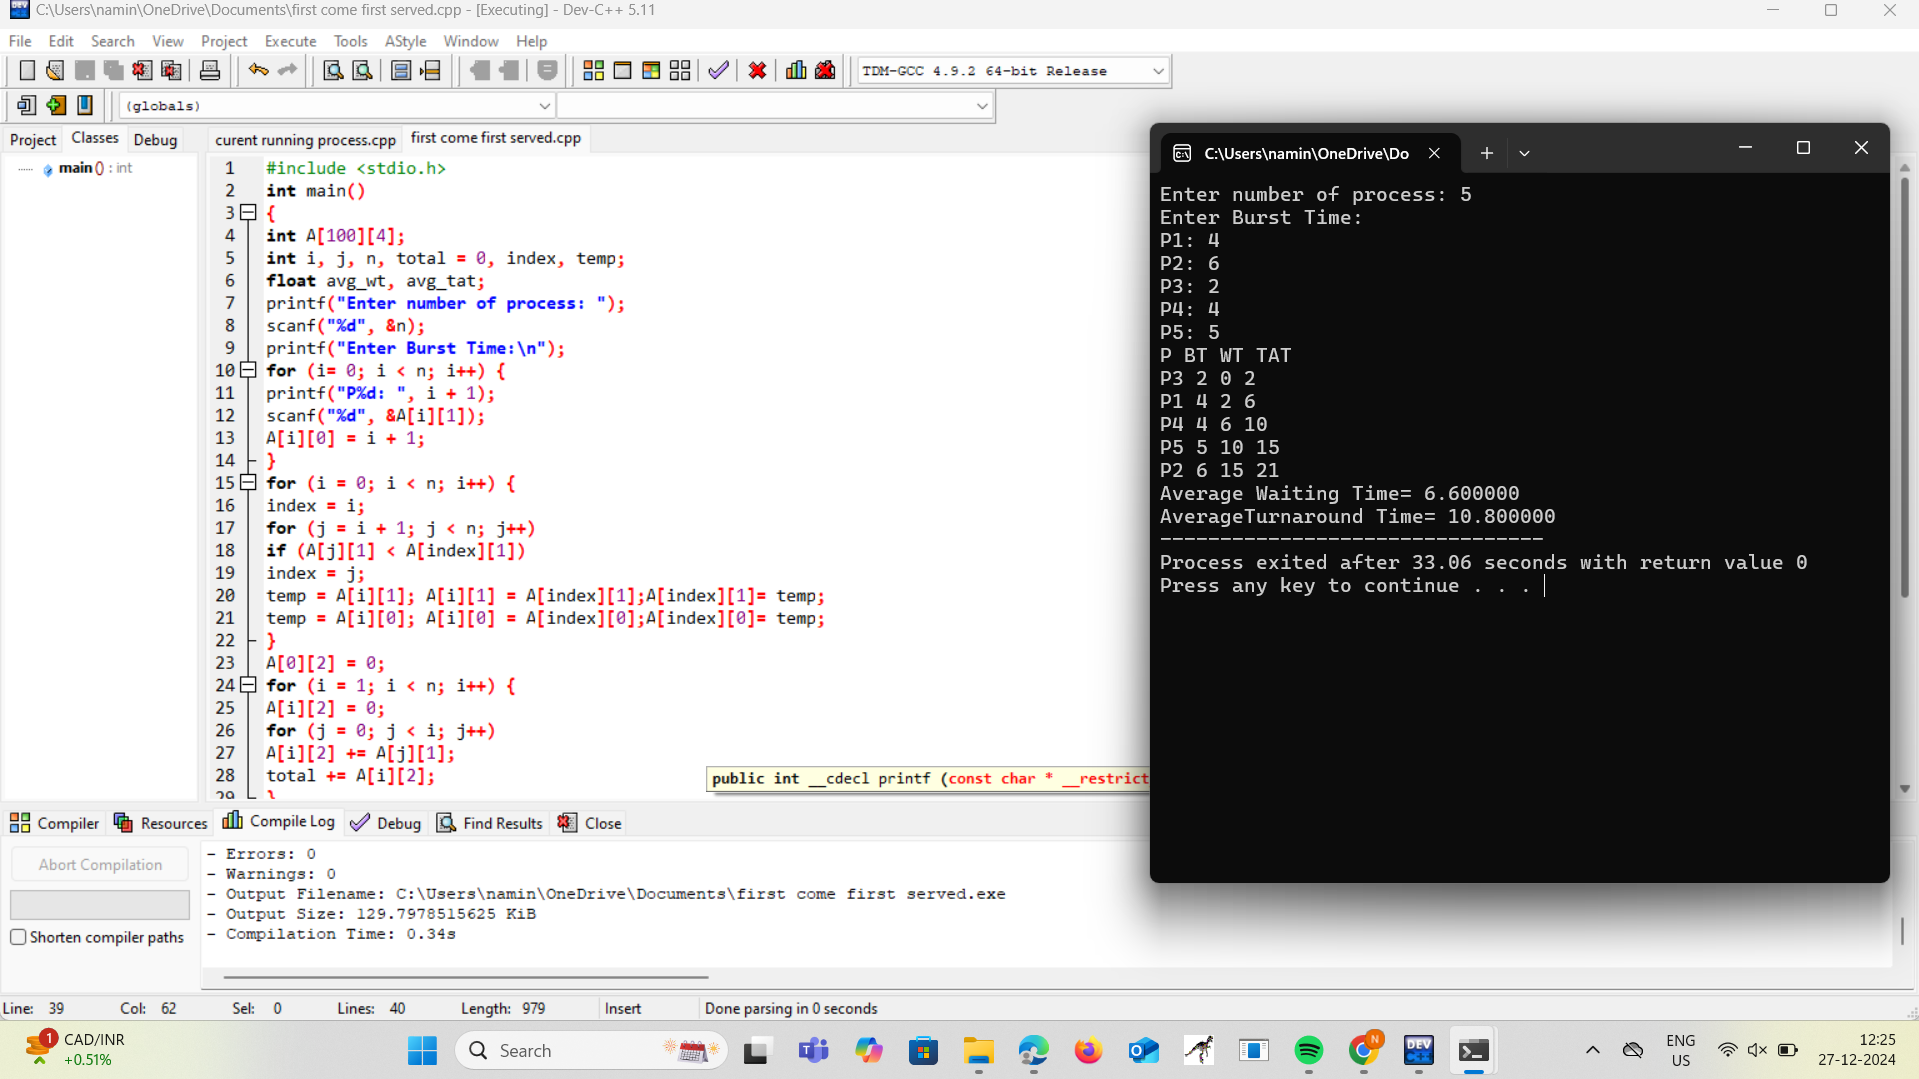 C:\Users\namin\OneDrive\Documents\first come first served.cpp - [Executing] - Dev-C++ 5.11
File Edit Search View Project Execute Tools AStyle Window Help
TDM-GCC 4.9.2 64-bit Release
(globals)
Project Classes Debug
curent running process.cpp first come first served.cpp
main () : int
1 #include <stdio.h>
2 int main()
3 {
4 int A[100][4];
5 int i, j, n, total = 0, index, temp;
6 float avg_wt, avg_tat;
7 printf("Enter number of process: ");
8 scanf("%d", &n);
9 printf("Enter Burst Time:\n");
10 for (i= 0; i < n; i++) {
11 printf("P%d: ", i + 1);
12 scanf("%d", &A[i][1]);
13 A[i][0] = i + 1;
14 }
15 for (i = 0; i < n; i++) {
16 index = i;
17 for (j = i + 1; j < n; j++)
18 if (A[j][1] < A[index][1])
19 index = j;
20 temp = A[i][1]; A[i][1] = A[index][1];A[index][1]= temp;
21 temp = A[i][0]; A[i][0] = A[index][0];A[index][0]= temp;
22 }
23 A[0][2] = 0;
24 for (i = 1; i < n; i++) {
25 A[i][2] = 0;
26 for (j = 0; j < i; j++)
27 A[i][2] += A[j][1];
28 total += A[i][2];
29 }
public int __cdecl printf (const char * __restrict
C:\Users\namin\OneDrive\Do
Enter number of process: 5
Enter Burst Time:
P1: 4
P2: 6
P3: 2
P4: 4
P5: 5
P BT WT TAT
P3 2 0 2
P1 4 2 6
P4 4 6 10
P5 5 10 15
P2 6 15 21
Average Waiting Time= 6.600000
AverageTurnaround Time= 10.800000
--------------------------------
Process exited after 33.06 seconds with return value 0
Press any key to continue . . .
Compiler Resources Compile Log Debug Find Results Close
Abort Compilation
Shorten compiler paths
- Errors: 0
- Warnings: 0
- Output Filename: C:\Users\namin\OneDrive\Documents\first come first served.exe
- Output Size: 129.7978515625 KiB
- Compilation Time: 0.34s
Line: 39 Col: 62 Sel: 0 Lines: 40 Length: 979 Insert Done parsing in 0 seconds
1 CAD/INR
+0.51%
Search
N
DEV C++
ENG
US
12:25
27-12-2024